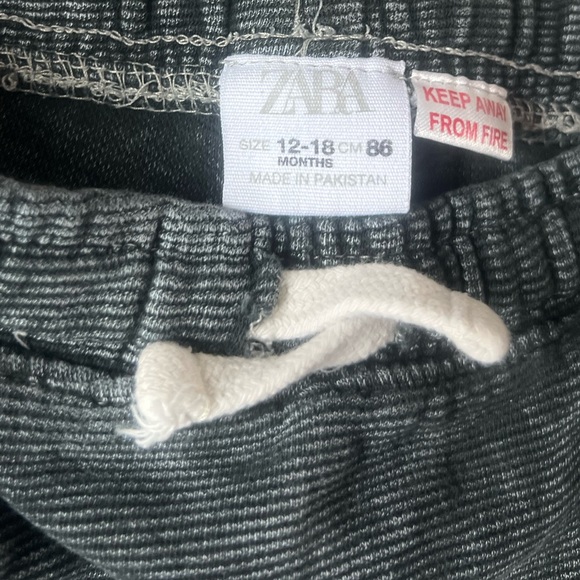 ZARA
SIZE 12-18 CM 86
MONTHS
MADE IN PAKISTAN
KEEP AWAY
FROM FIRE